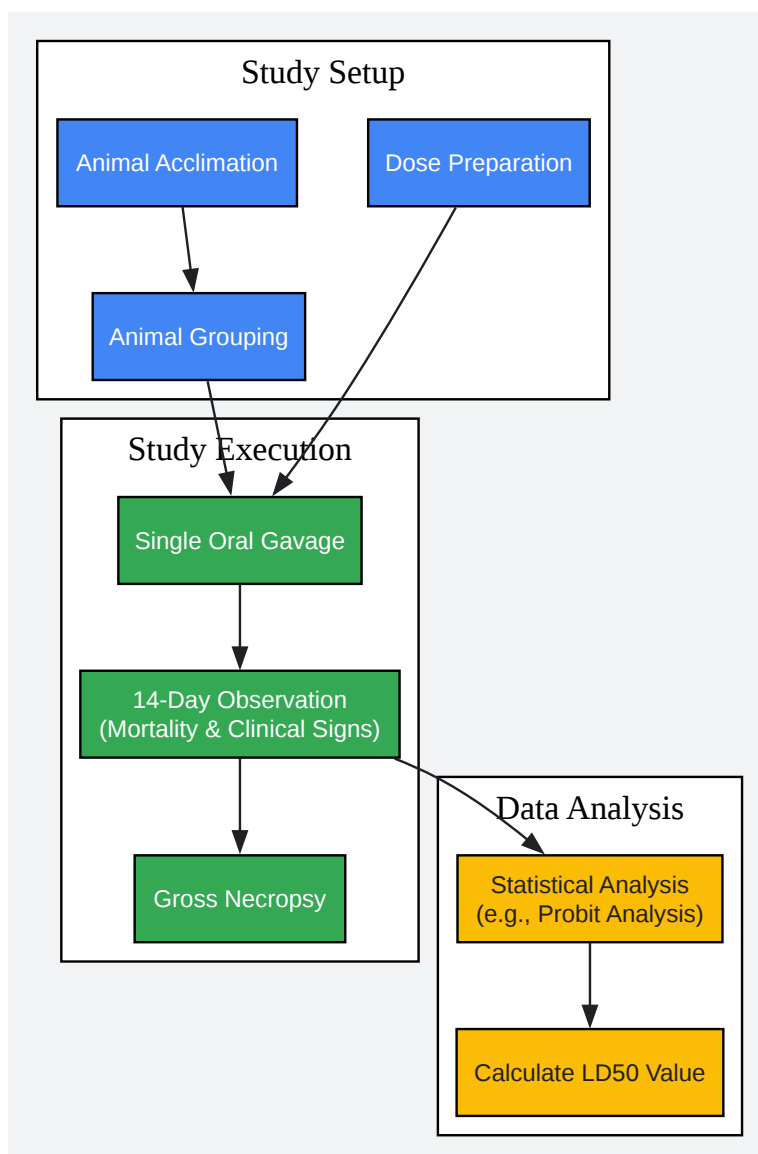 Study Setup
Animal Acclimation
Dose Preparation
Animal Grouping
Study Execution
Single Oral Gavage
14-Day Observation
(Mortality & Clinical Signs)
Gross Necropsy
Data Analysis
Statistical Analysis
(e.g., Probit Analysis)
Calculate LD50 Value